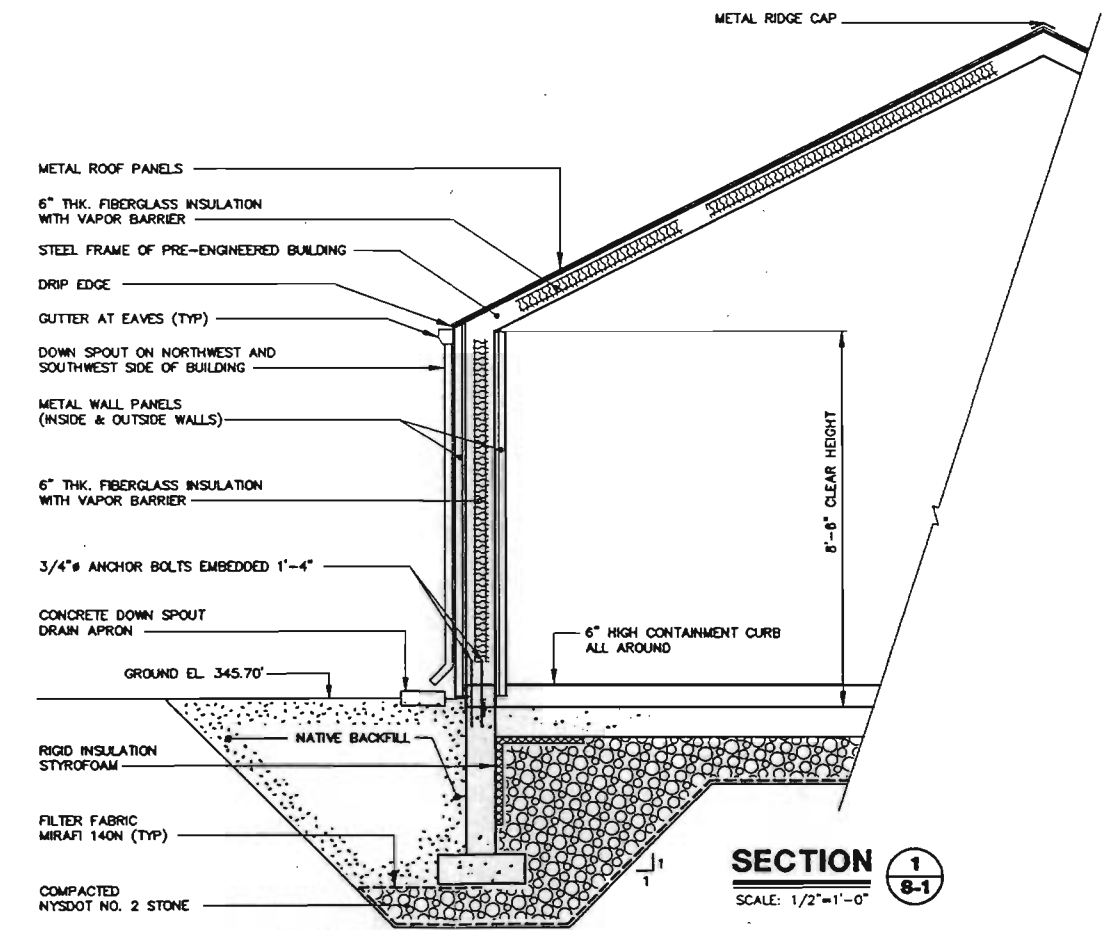 METAL RIDGE CAP
METAL ROOF PANELS
6" THK. FIBERGLASS INSULATION
WITH VAPOR BARRIER
STEEL FRAME OF PRE-ENGINEERED BUILDING
DRIP EDGE
GUTTER AT EAVES (TYP)
DOWN SPOUT ON NORTHWEST AND
SOUTHWEST SIDE OF BUILDING
METAL WALL PANELS
(INSIDE & OUTSIDE WALLS)
6" THK. FIBERGLASS INSULATION
WITH VAPOR BARRIER
8'-6" CLEAR HEIGHT
3/4"ø ANCHOR BOLTS EMBEDDED 1'-4"
CONCRETE DOWN SPOUT
DRAIN APRON
6" HIGH CONTAINMENT CURB
ALL AROUND
GROUND EL. 345.70'
NATIVE BACKFILL
RIGID INSULATION
STYROFOAM
FILTER FABRIC
MIRAFI 140N (TYP)
COMPACTED
NYSDOT NO. 2 STONE
1
1
SECTION
SCALE: 1/2"=1'-0"
1
S-1